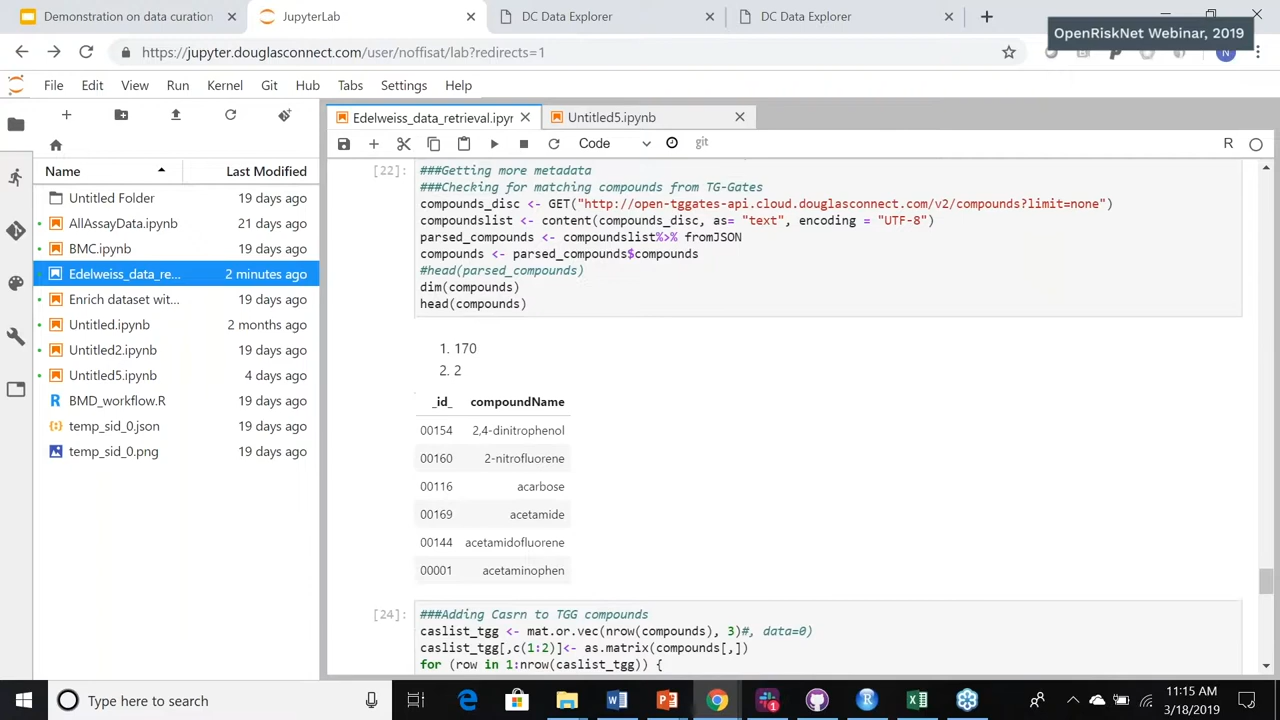 Demonstration on data curation
JupyterLab
DC Data Explorer
DC Data Explorer
OpenRiskNet Webinar, 2019
https://jupyter.douglasconnect.com/user/noffisat/lab?redirects=1
N
File Edit View Run Kernel Git Hub Tabs Settings Help
Edelweiss_data_retrieval.ipyr
Untitled5.ipynb
Code
git
R
Name Last Modified
Untitled Folder 19 days ago
AllAssayData.ipynb 21 days ago
BMC.ipynb 19 days ago
Edelweiss_data_re... 2 minutes ago
Enrich dataset wit... 19 days ago
Untitled.ipynb 2 months ago
Untitled2.ipynb 19 days ago
Untitled5.ipynb 4 days ago
BMD_workflow.R 19 days ago
temp_sid_0.json 19 days ago
temp_sid_0.png 19 days ago
[22]: ###Getting more metadata
###Checking for matching compounds from TG-Gates
compounds_disc <- GET("http://open-tggates-api.cloud.douglasconnect.com/v2/compounds?limit=none")
compoundslist <- content(compounds_disc, as= "text", encoding = "UTF-8")
parsed_compounds <- compoundslist%>% fromJSON
compounds <- parsed_compounds$compounds
#head(parsed_compounds)
dim(compounds)
head(compounds)
1. 170
2. 2
_id_ compoundName
00154 2,4-dinitrophenol
00160 2-nitrofluorene
00116 acarbose
00169 acetamide
00144 acetamidofluorene
00001 acetaminophen
[24]: ###Adding Casrn to TGG compounds
caslist_tgg <- mat.or.vec(nrow(compounds), 3)#, data=0)
caslist_tgg[,c(1:2)]<- as.matrix(compounds[,])
for (row in 1:nrow(caslist_tgg)) {
Type here to search
11:15 AM
3/18/2019